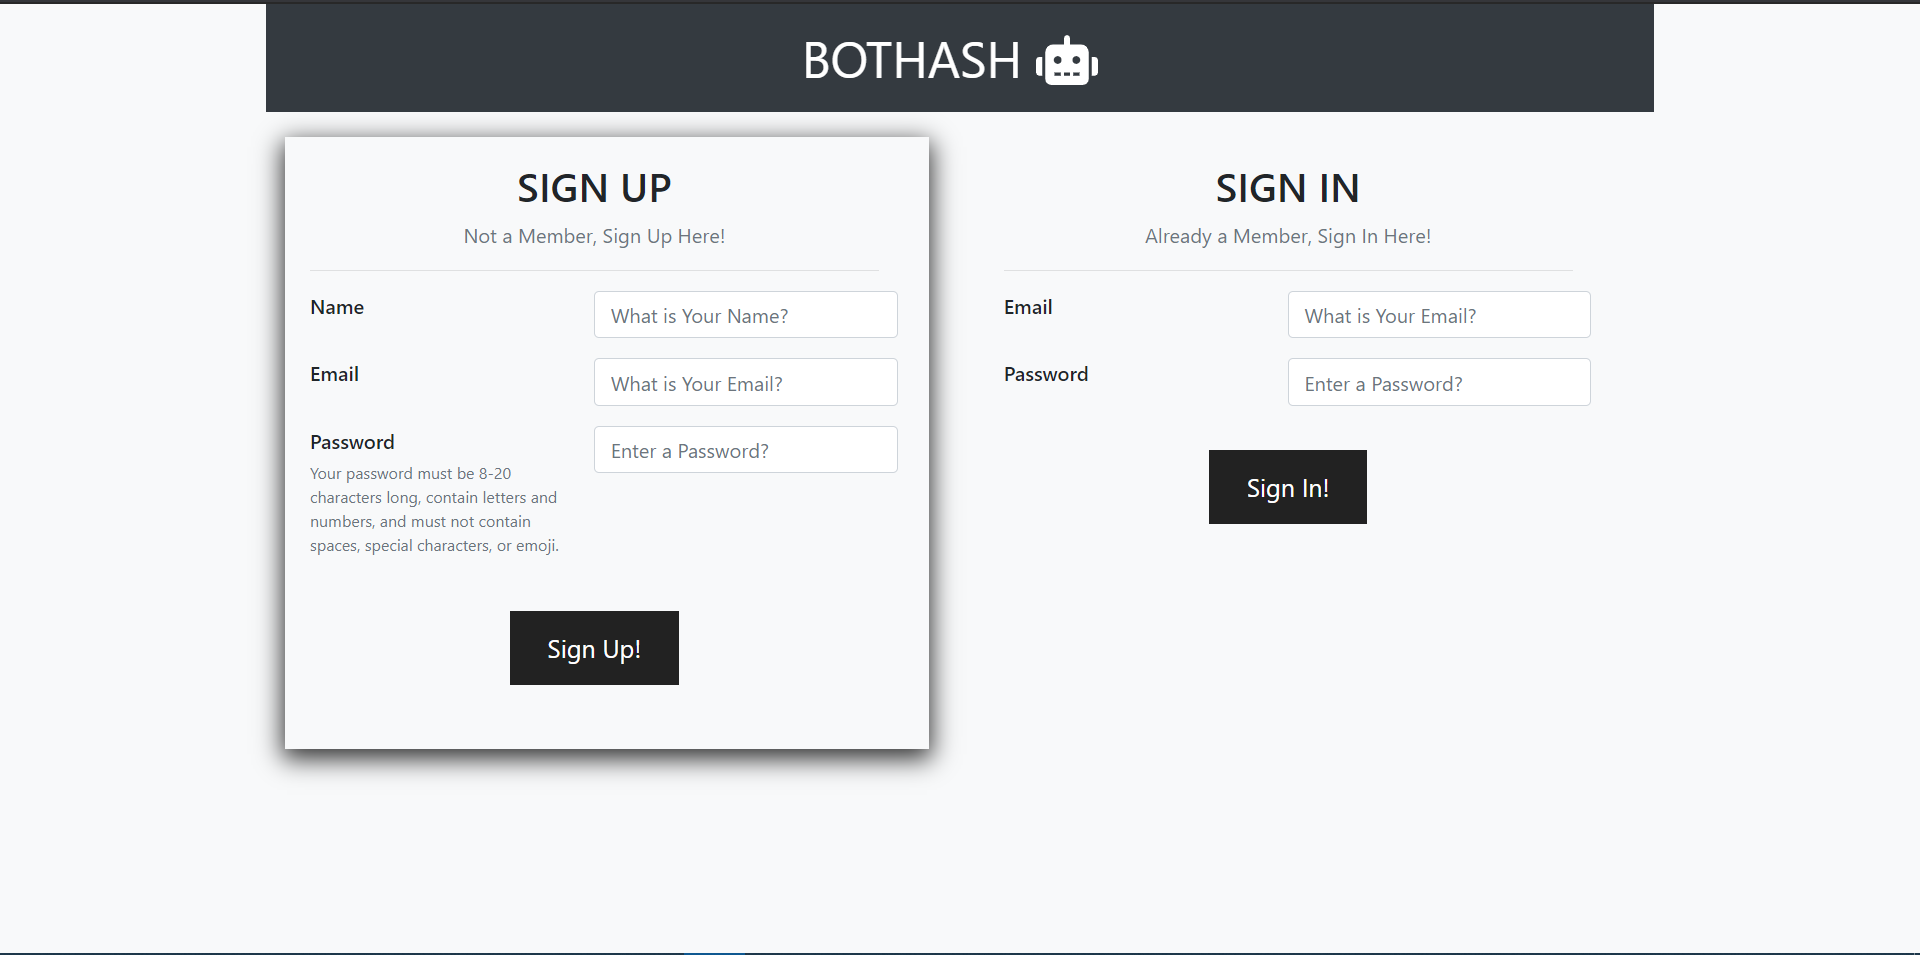 BOTHASH
SIGN UP
Not a Member, Sign Up Here!
Name
What is Your Name?
Email
What is Your Email?
Password
Enter a Password?
Your password must be 8-20
characters long, contain letters and
numbers, and must not contain
spaces, special characters, or emoji.
Sign Up!
SIGN IN
Already a Member, Sign In Here!
Email
What is Your Email?
Password
Enter a Password?
Sign In!